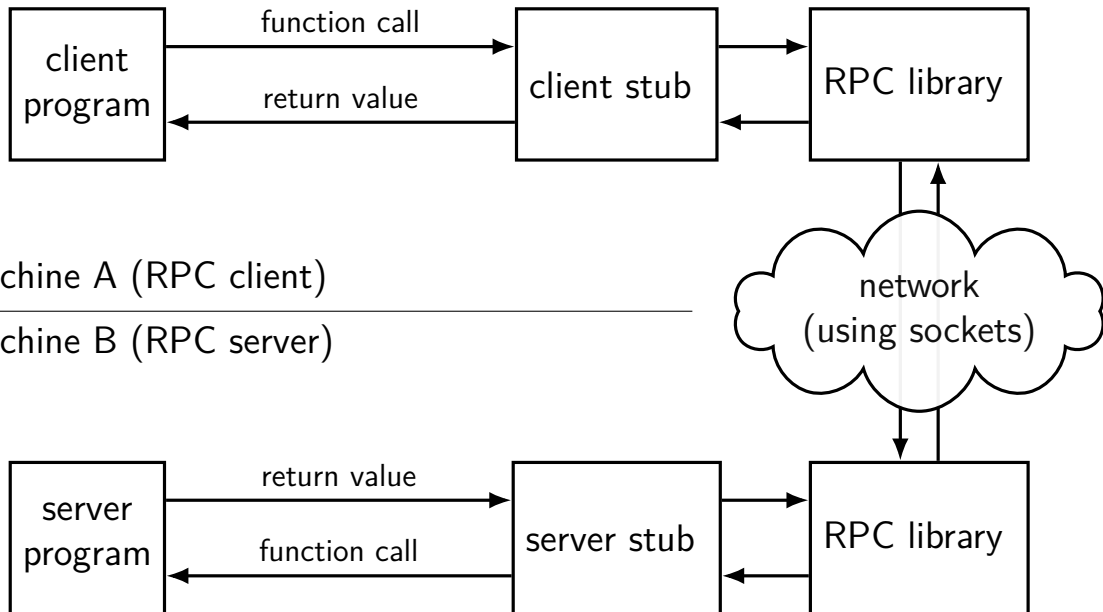 function call
client
program
client stub
RPC library
return value
chine A (RPC client)
network
(using sockets)
chine B (RPC server)
return value
server
program
server stub
RPC library
function call